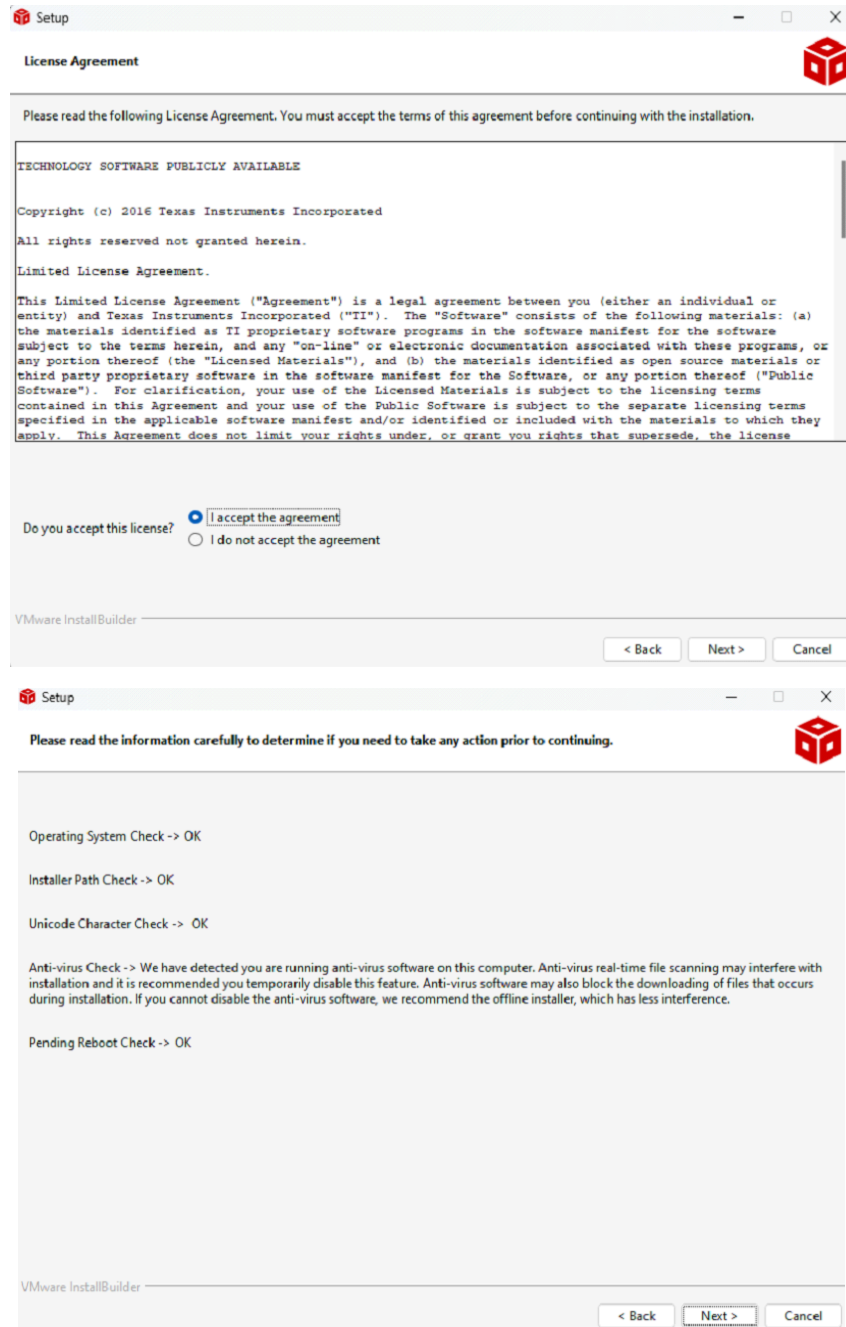 Setup
License Agreement
Please read the following License Agreement. You must accept the terms of this agreement before continuing with the installation.
TECHNOLOGY SOFTWARE PUBLICLY AVAILABLE
Copyright (c) 2016 Texas Instruments Incorporated
All rights reserved not granted herein.
Limited License Agreement.
This Limited License Agreement ("Agreement") is a legal agreement between you (either an individual or
entity) and Texas Instruments Incorporated ("TI"). The "Software" consists of the following materials: (a)
the materials identified as TI proprietary software programs in the software manifest for the software
subject to the terms herein, and any "on-line" or electronic documentation associated with these programs, or
any portion thereof (the "Licensed Materials"), and (b) the materials identified as open source materials or
third party proprietary software in the software manifest for the Software, or any portion thereof ("Public
Software"). For clarification, your use of the Licensed Materials is subject to the licensing terms
contained in this Agreement and your use of the Public Software is subject to the separate licensing terms
specified in the applicable software manifest and/or identified or included with the materials to which they
apply. This Agreement does not limit your rights under, or grant you rights that supersede, the license
Do you accept this license?
I accept the agreement
I do not accept the agreement
VMware InstallBuilder
< Back Next > Cancel
Setup
Please read the information carefully to determine if you need to take any action prior to continuing.
Operating System Check -> OK
Installer Path Check -> OK
Unicode Character Check -> OK
Anti-virus Check -> We have detected you are running anti-virus software on this computer. Anti-virus real-time file scanning may interfere with
installation and it is recommended you temporarily disable this feature. Anti-virus software may also block the downloading of files that occurs
during installation. If you cannot disable the anti-virus software, we recommend the offline installer, which has less interference.
Pending Reboot Check -> OK
VMware InstallBuilder
< Back Next > Cancel